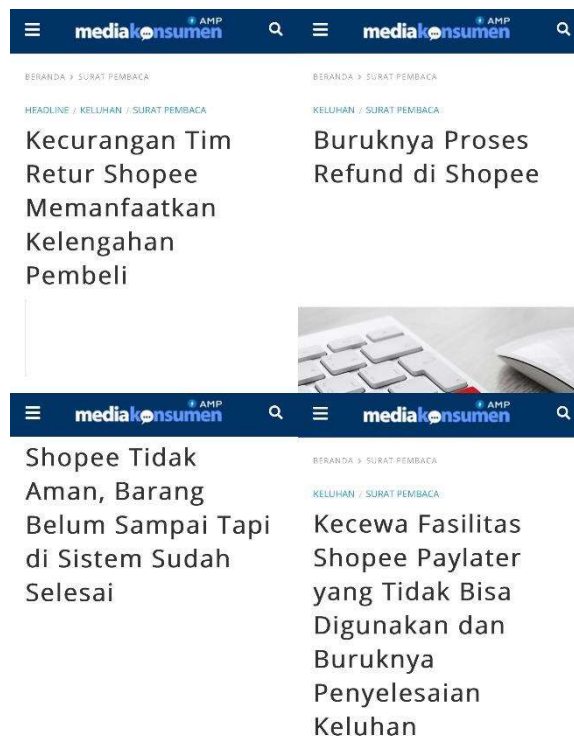 AMP
mediakonsumen
BERANDA > SURAT PEMBACA
HEADLINE / KELUHAN / SURAT PEMBACA
Kecurangan Tim
Retur Shopee
Memanfaatkan
Kelengahan
Pembeli
AMP
mediakonsumen
BERANDA > SURAT PEMBACA
KELUHAN / SURAT PEMBACA
Buruknya Proses
Refund di Shopee
AMP
mediakonsumen
Shopee Tidak
Aman, Barang
Belum Sampai Tapi
di Sistem Sudah
Selesai
AMP
mediakonsumen
BERANDA > SURAT PEMBACA
KELUHAN / SURAT PEMBACA
Kecewa Fasilitas
Shopee Paylater
yang Tidak Bisa
Digunakan dan
Buruknya
Penyelesaian
Keluhan